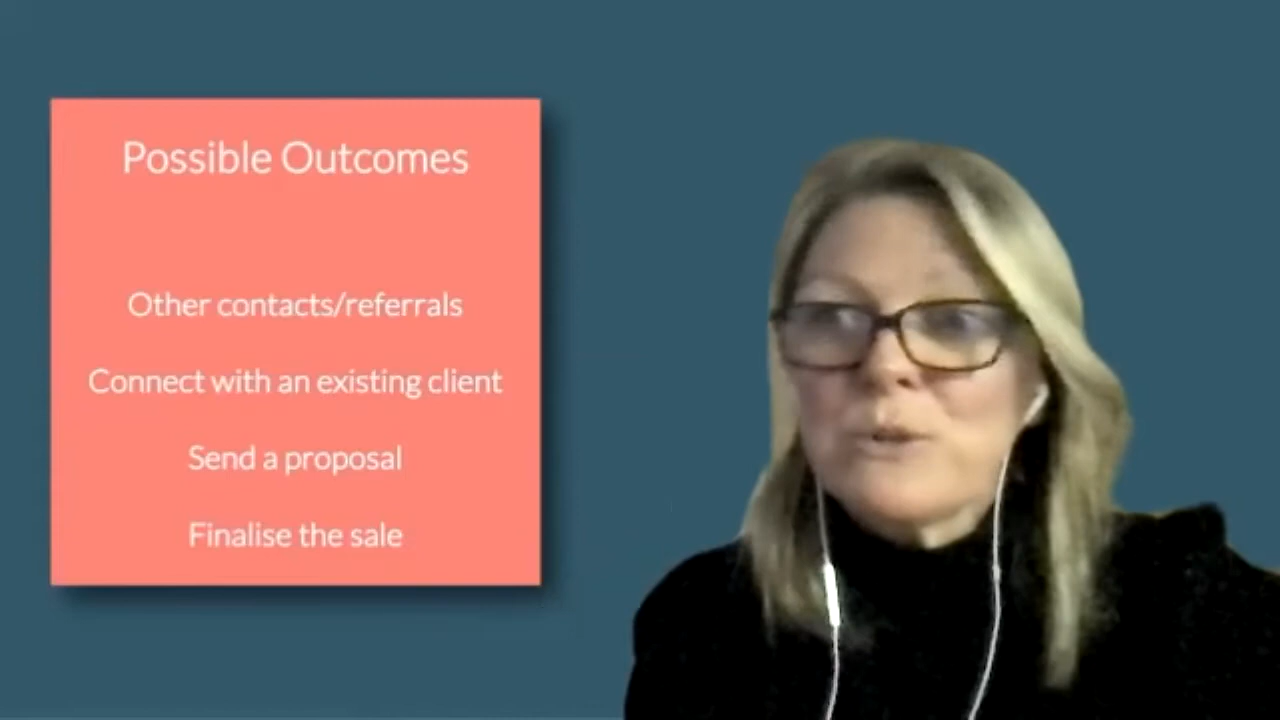 Possible Outcomes
Other contacts/referrals
Connect with an existing client
Send a proposal
Finalise the sale